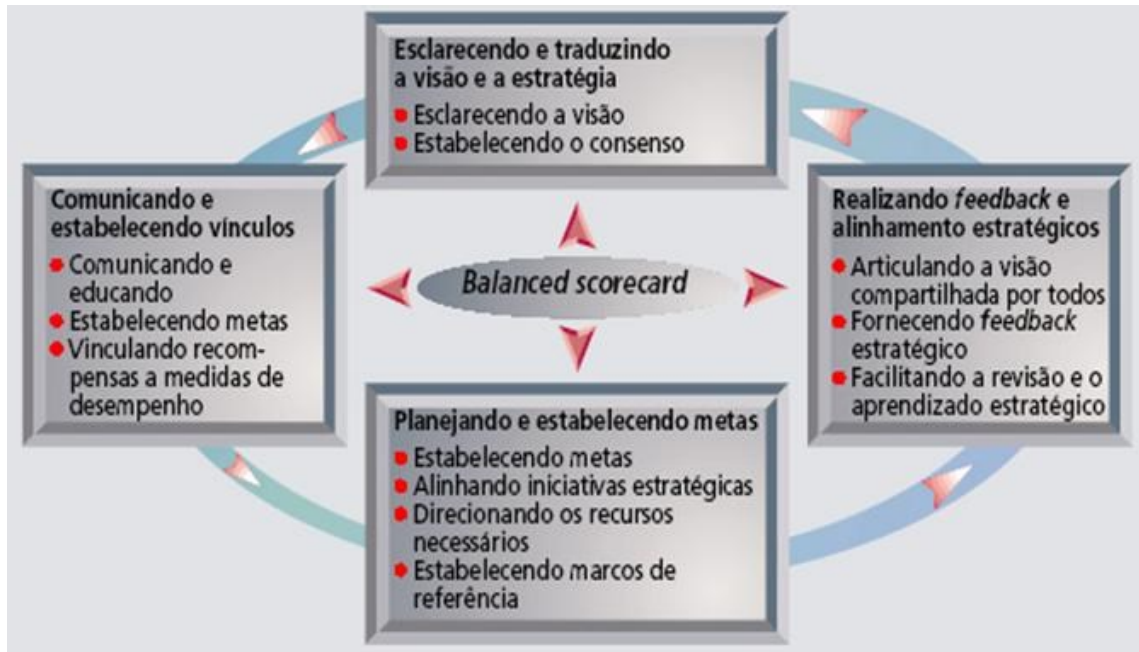 Esclarecendo e traduzindo
a visão e a estratégia
Esclarecendo a visão
Estabelecendo o consenso
Comunicando e
estabelecendo vínculos
Comunicando e
educando
Estabelecendo metas
Vinculando recom-
pensas a medidas de
desempenho
Balanced scorecard
Realizando feedback e
alinhamento estratégicos
Articulando a visão
compartilhada por todos
Fornecendo feedback
estratégico
Facilitando a revisão e o
aprendizado estratégico
Planejando e estabelecendo metas
Estabelecendo metas
Alinhando iniciativas estratégicas
Direcionando os recursos
necessários
Estabelecendo marcos de
referência